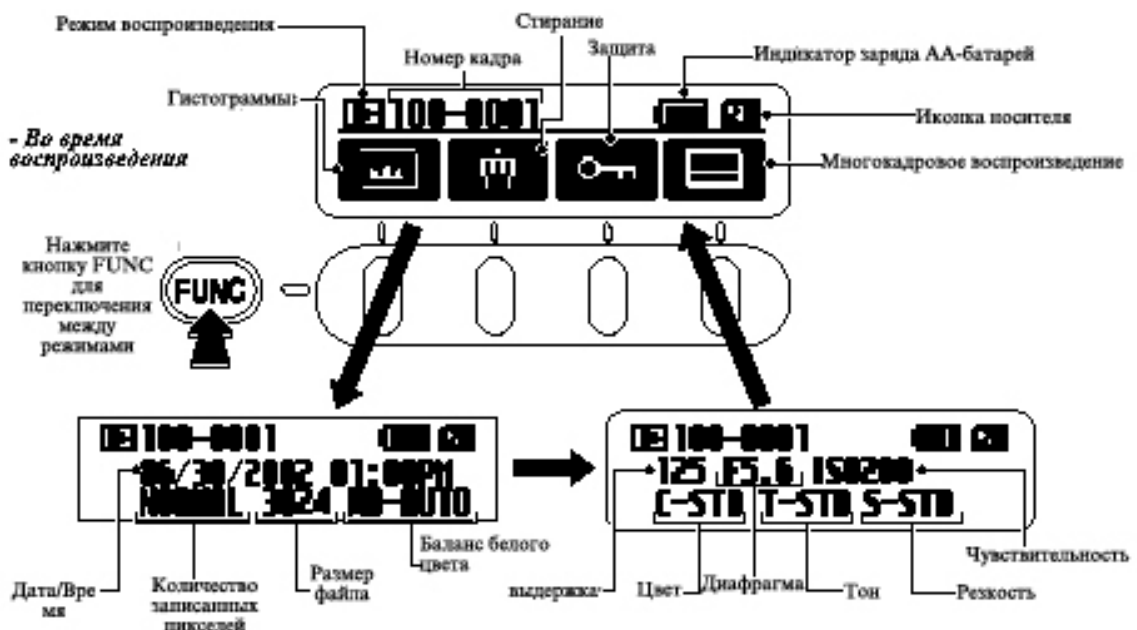 Режим воспроизведения
Стирание
Номер кадра
Защита
Индикатор заряда АА-батарей
Гистограммы
100-0001
Иконка носителя
- Во время
воспроизведения
Многокадровое воспроизведение
Нажмите
кнопку FUNC
для
переключения
между
режимами
FUNC
100-0001
06/30/2002 01:00PM
NORMAL 3024
100-0001
125 F5.6 ISO200
C-STD T-STD S-STD
Баланс белого
цвета
Дата/Вре
мя
Количество
записанных
пикселей
Размер
файла
выдержка
Цвет
Диафрагма
Тон
Чувствительность
Резкость